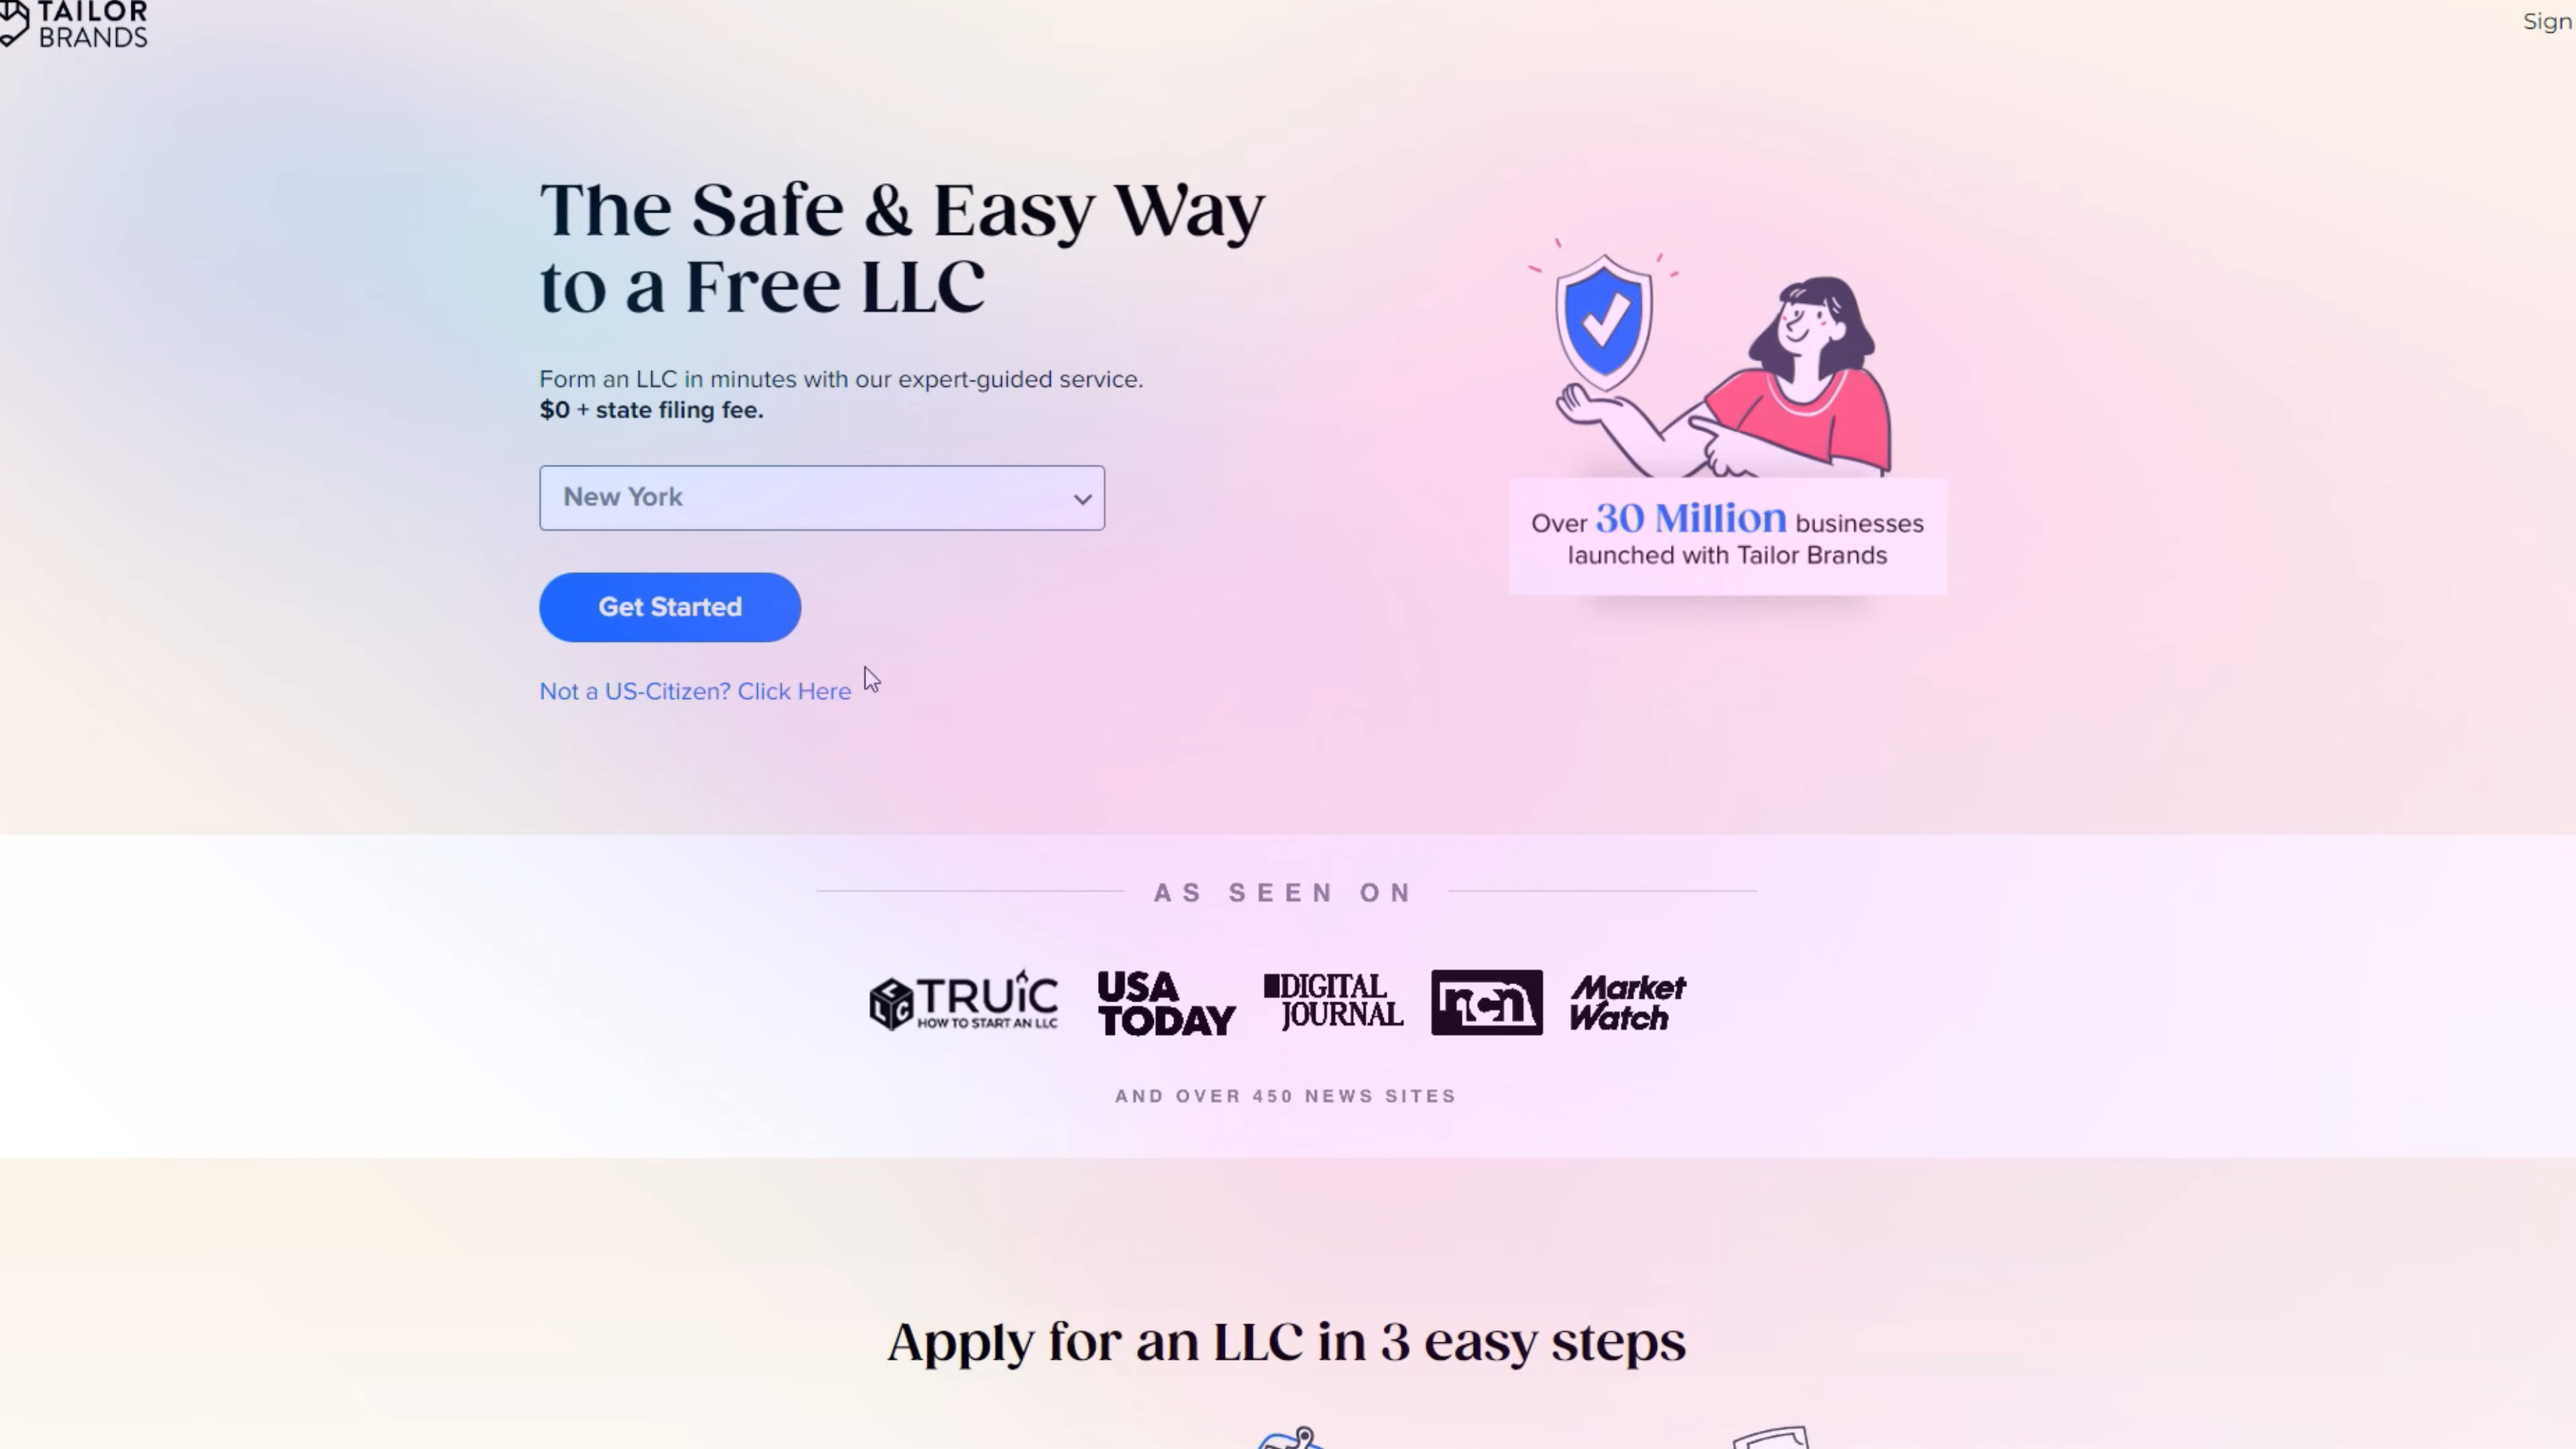 TAILOR
BRANDS
Sign
The Safe & Easy Way
to a Free LLC
Form an LLC in minutes with our expert-guided service.
$0 + state filing fee.
New York
Get Started
Not a US-Citizen? Click Here
Over 30 Million businesses
launched with Tailor Brands
AS SEEN ON
LLC
TRUiC
HOW TO START AN LLC
USA
TODAY
DIGITAL
JOURNAL
ncn
Market
Watch
AND OVER 450 NEWS SITES
Apply for an LLC in 3 easy steps